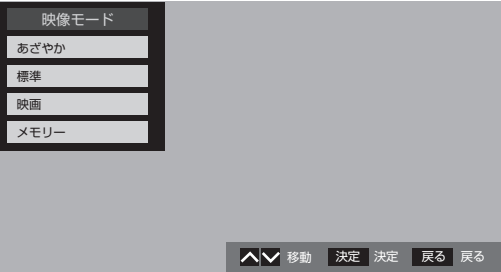 映像モード
あざやか
標準
映画
メモリー
移動 決定 決定 戻る 戻る